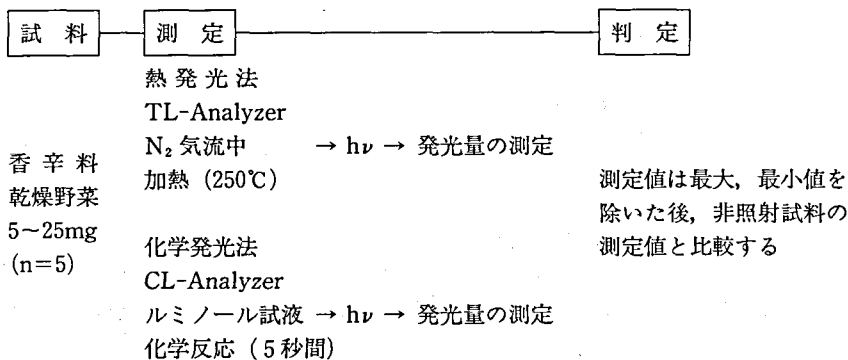 試料 測定 判定
熱発光法
TL-Analyzer
N₂ 気流中 → hν → 発光量の測定
加熱 (250℃)
香辛料
乾燥野菜
5~25mg
(n=5)
化学発光法
CL-Analyzer
ルミノール試液 → hν → 発光量の測定
化学反応 (5秒間)
測定値は最大,最小値を
除いた後,非照射試料の
測定値と比較する